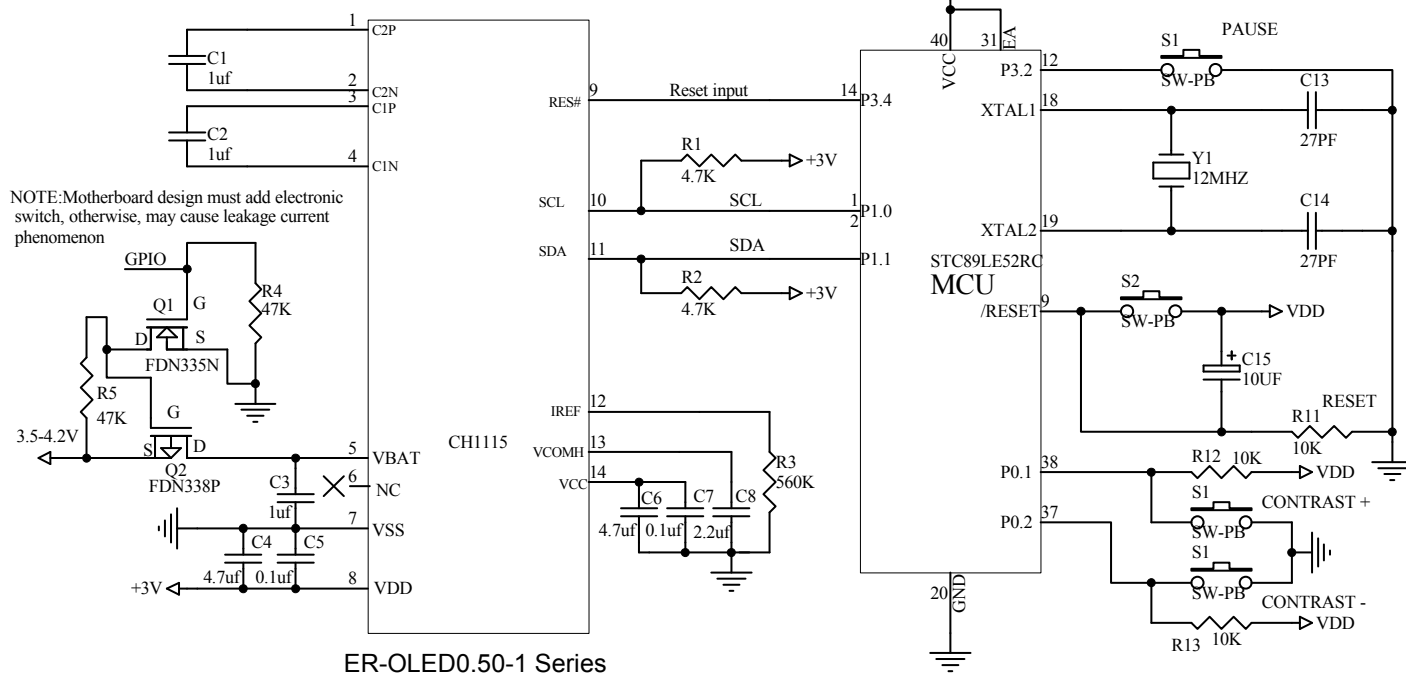 1
C2P
C1
1uf
2
C2N
3
C1P
C2
1uf
4
C1N
NOTE:Motherboard design must add electronic
switch, otherwise, may cause leakage current
phenomenon
GPIO
Q1
G
D
S
FDN335N
R4
47K
R5
47K
G
3.5-4.2V
S
D
Q2
FDN338P
5
VBAT
6
NC
C3
1uf
7
VSS
C4
4.7uf
C5
0.1uf
+3V
8
VDD
CH1115
ER-OLED0.50-1 Series
RES#
9
Reset input
14
P3.4
R1
4.7K
+3V
SCL
10
SCL
1
P1.0
2
SDA
11
SDA
P1.1
R2
4.7K
+3V
IREF
12
VCOMH
13
VCC
14
C6
4.7uf
C7
0.1uf
C8
2.2uf
R3
560K
40
VCC
31
EA
STC89LE52RC
MCU
20
GND
P3.2
12
S1
SW-PB
PAUSE
XTAL1
18
C13
27PF
Y1
12MHZ
XTAL2
19
C14
27PF
/RESET
9
S2
SW-PB
VDD
C15
+
10UF
RESET
R11
10K
P0.1
38
R12
10K
VDD
S1
SW-PB
CONTRAST +
P0.2
37
S1
SW-PB
CONTRAST -
R13
10K
VDD